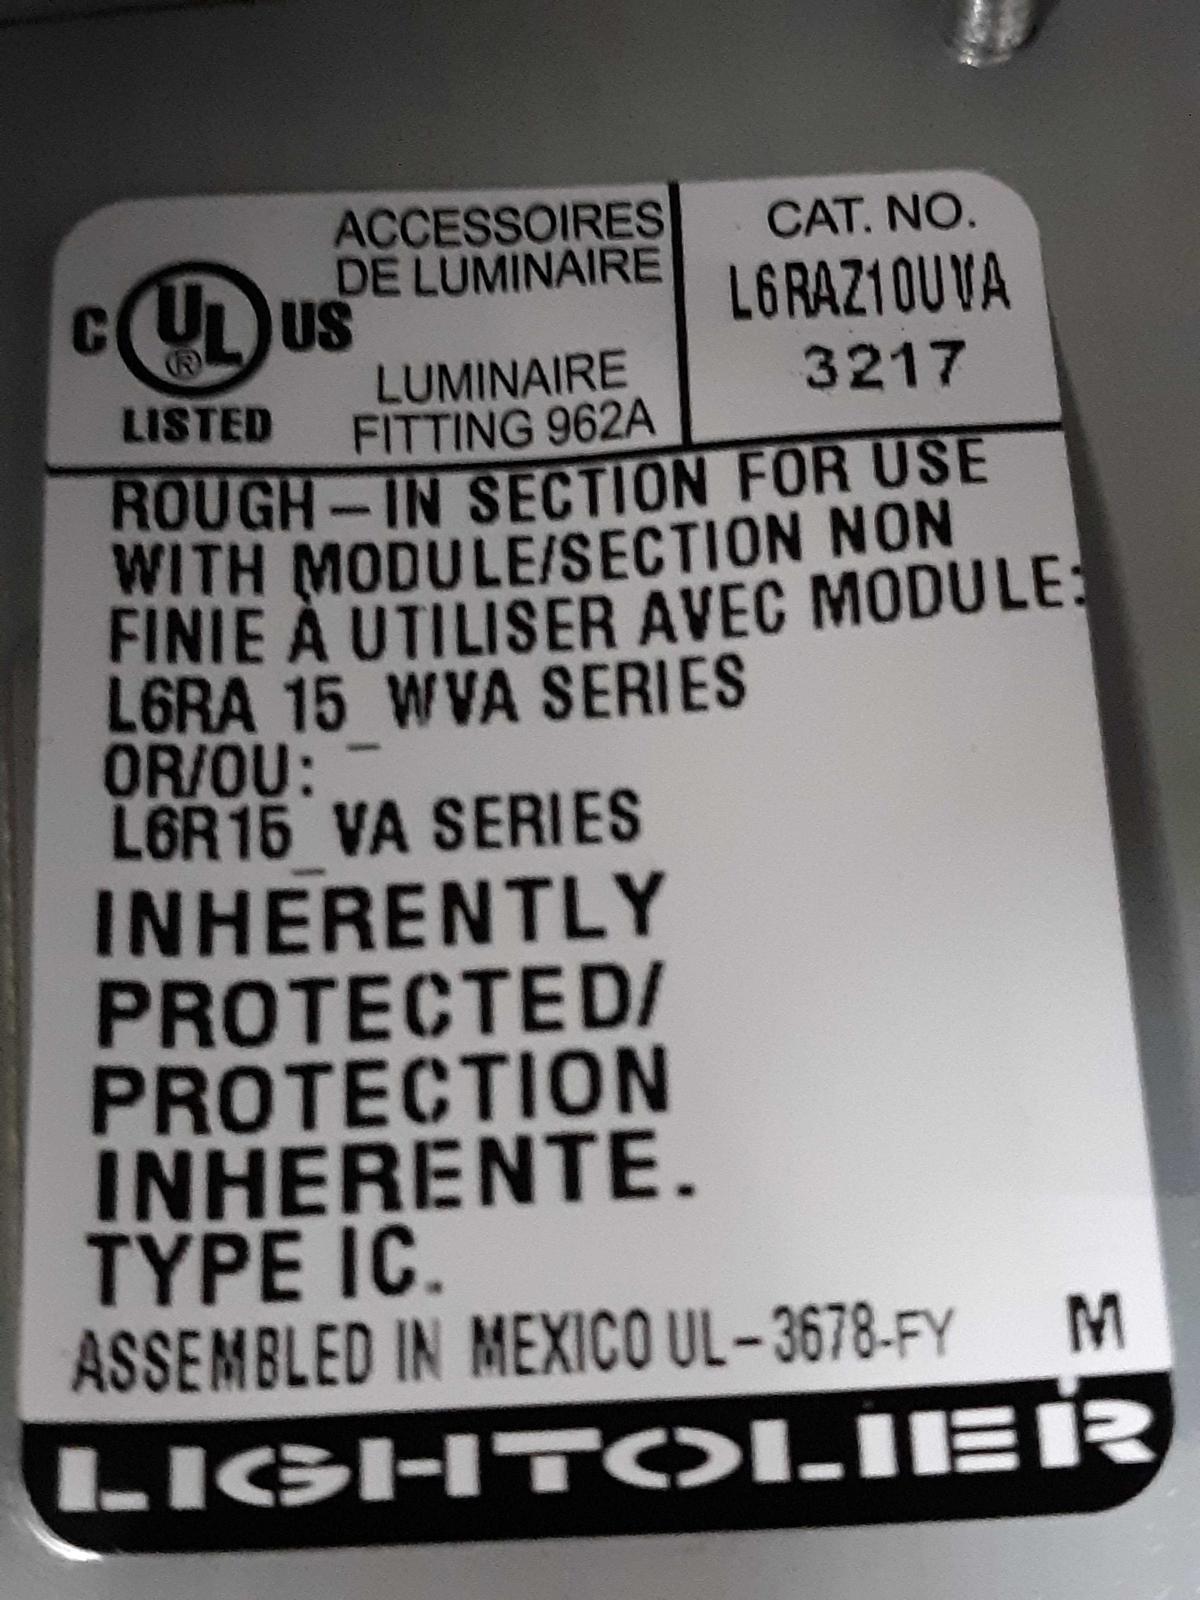 ACCESSOIRES
DE LUMINAIRE
C UL ® US
LISTED
LUMINAIRE
FITTING 962A
CAT. NO.
L6RAZ10UVA
3217
ROUGH-IN SECTION FOR USE
WITH MODULE/SECTION NON
FINIE À UTILISER AVEC MODULE:
L6RA 15_WVA SERIES
OR/OU:
L6R15_VA SERIES
INHERENTLY
PROTECTED/
PROTECTION
INHERENTE.
TYPE IC.
ASSEMBLED IN MEXICO UL-3678-FY M
LIGHTOLIER